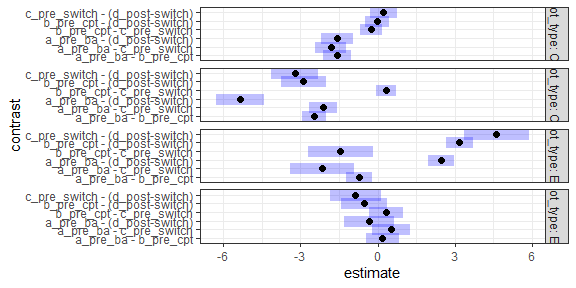 contrast
c_pre_switch - (d_post-switch)
b_pre_cpt - (d_post-switch)
b_pre_cpt - c_pre_switch
a_pre_ba - (d_post-switch)
a_pre_ba - c_pre_switch
a_pre_ba - b_pre_cpt
ot_type: C
c_pre_switch - (d_post-switch)
b_pre_cpt - (d_post-switch)
b_pre_cpt - c_pre_switch
a_pre_ba - (d_post-switch)
a_pre_ba - c_pre_switch
a_pre_ba - b_pre_cpt
ot_type: C
c_pre_switch - (d_post-switch)
b_pre_cpt - (d_post-switch)
b_pre_cpt - c_pre_switch
a_pre_ba - (d_post-switch)
a_pre_ba - c_pre_switch
a_pre_ba - b_pre_cpt
ot_type: E
c_pre_switch - (d_post-switch)
b_pre_cpt - (d_post-switch)
b_pre_cpt - c_pre_switch
a_pre_ba - (d_post-switch)
a_pre_ba - c_pre_switch
a_pre_ba - b_pre_cpt
ot_type: E
-6 -3 0 3 6
estimate